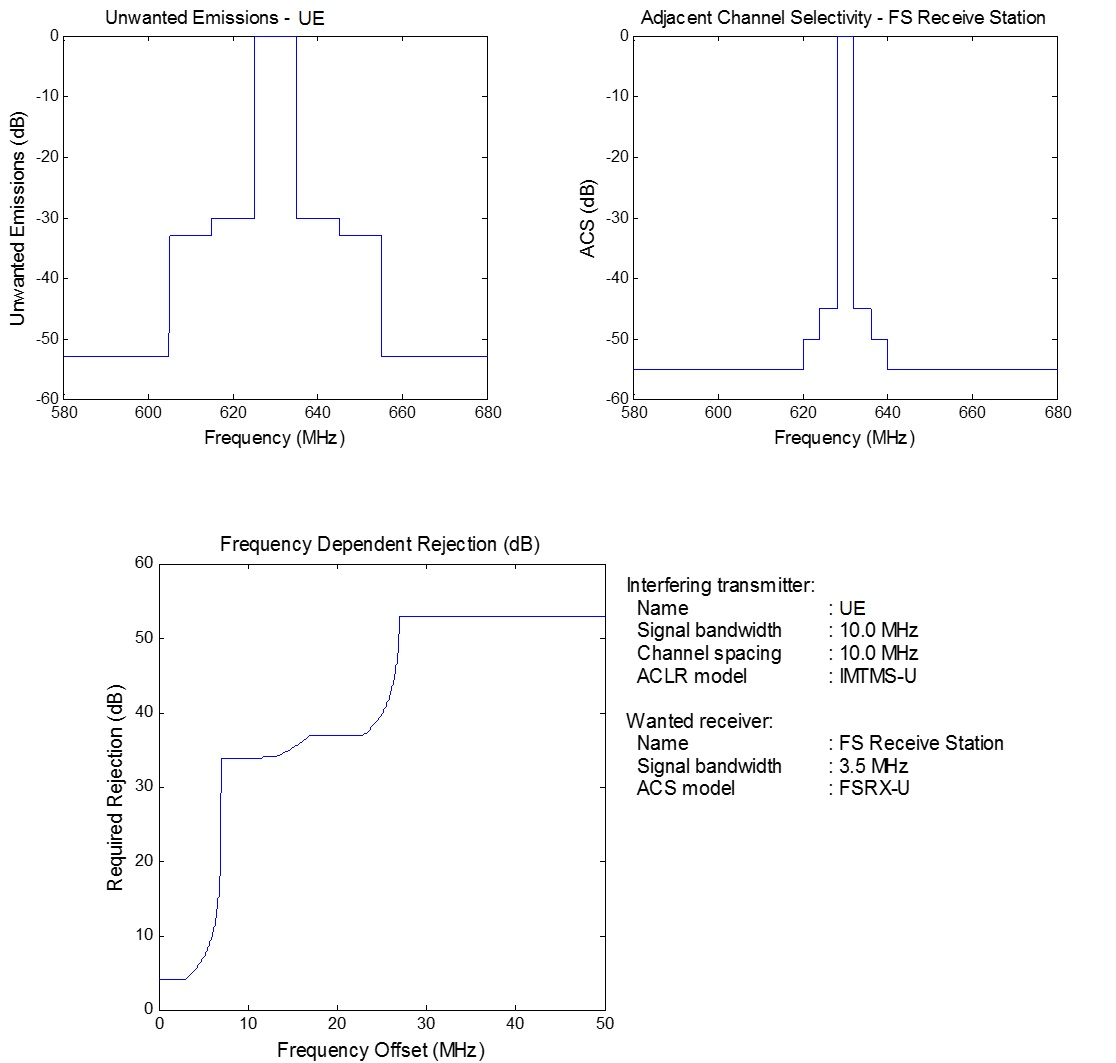 Unwanted Emissions - UE
Unwanted Emissions (dB)
0
-10
-20
-30
-40
-50
-60
580 600 620 640 660 680
Frequency (MHz)
Adjacent Channel Selectivity - FS Receive Station
ACS (dB)
0
-10
-20
-30
-40
-50
-60
580 600 620 640 660 680
Frequency (MHz)
Frequency Dependent Rejection (dB)
Required Rejection (dB)
60
50
40
30
20
10
0
0 10 20 30 40 50
Frequency Offset (MHz)
Interfering transmitter:
Name : UE
Signal bandwidth : 10.0 MHz
Channel spacing : 10.0 MHz
ACLR model : IMTMS-U
Wanted receiver:
Name : FS Receive Station
Signal bandwidth : 3.5 MHz
ACS model : FSRX-U